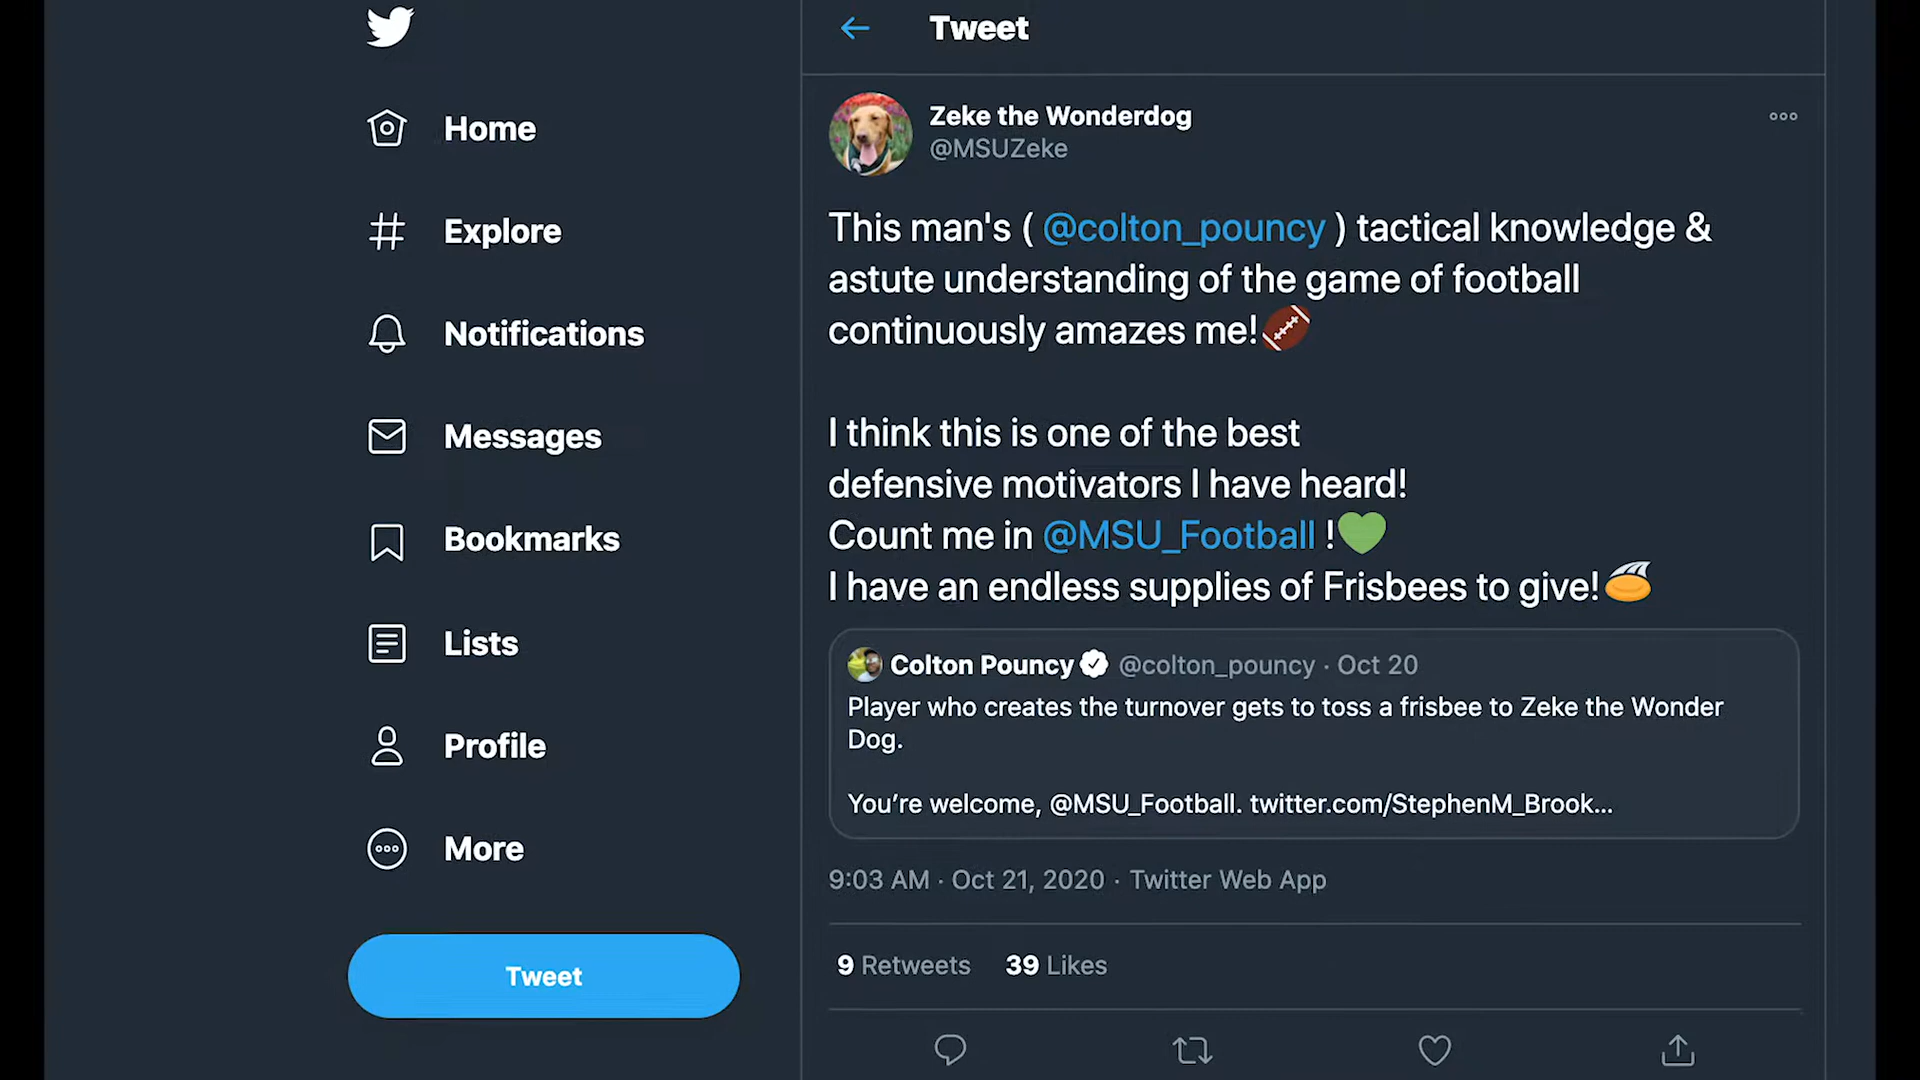 Home
Explore
Notifications
Messages
Bookmarks
Lists
Profile
More
Tweet
Tweet
Zeke the Wonderdog
@MSUZeke
This man's ( @colton_pouncy ) tactical knowledge &
astute understanding of the game of football
continuously amazes me!🏈
I think this is one of the best
defensive motivators I have heard!
Count me in @MSU_Football !💚
I have an endless supplies of Frisbees to give!🥏
Colton Pouncy @colton_pouncy · Oct 20
Player who creates the turnover gets to toss a frisbee to Zeke the Wonder
Dog.
You’re welcome, @MSU_Football. twitter.com/StephenM_Brook...
9:03 AM · Oct 21, 2020 · Twitter Web App
9 Retweets 39 Likes